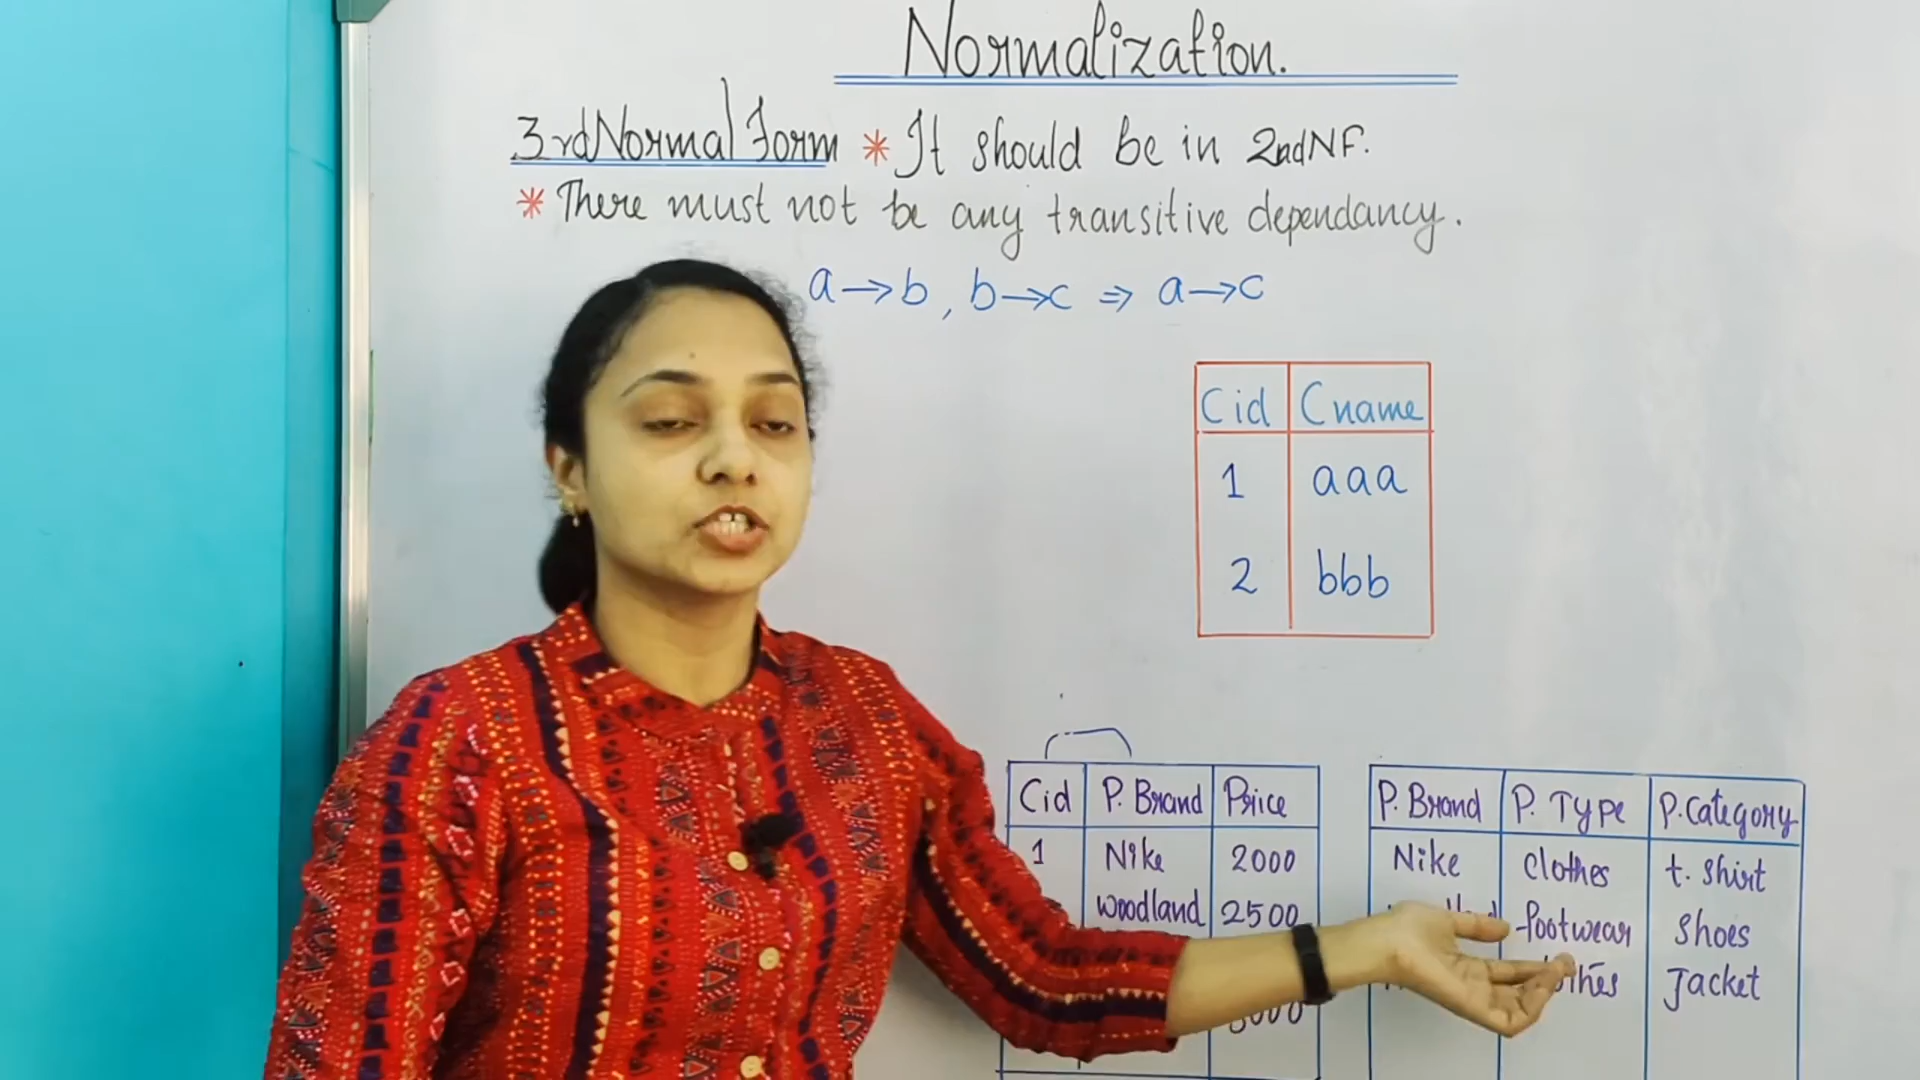 Normalization.
3rd Normal Form * It should be in 2nd NF.
* There must not be any transitive dependancy.
a → b, b → c ⇒ a → c
Cid Cname
1 aaa
2 bbb
Cid P. Brand Price
1 Nike 2000
woodland 2500
P. Brand P. Type P. Category
Nike Clothes t. Shirt
footwear Shoes
Jacket